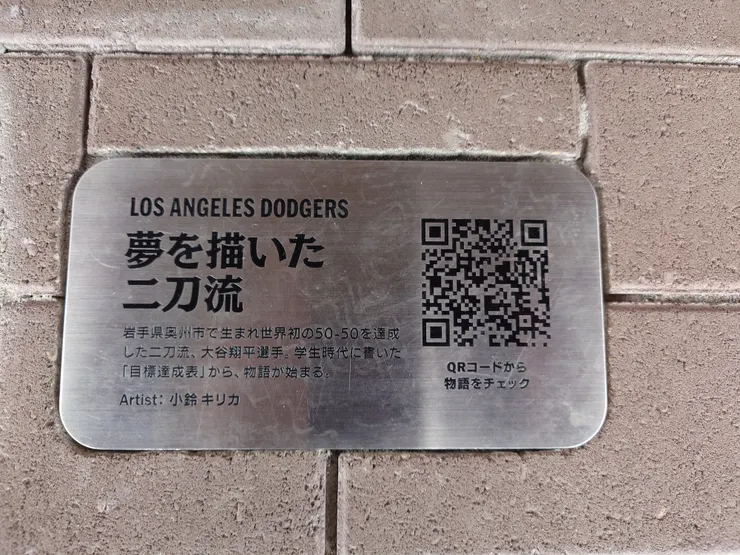 LOS ANGELES DODGERS
夢を描いた
二刀流
岩手県奥州市で生まれ世界初の50-50を達成
した二刀流、大谷翔平選手。学生時代に書いた
「目標達成表」から、物語が始まる。
Artist: 小鈴 キリカ
QRコードから
物語をチェック